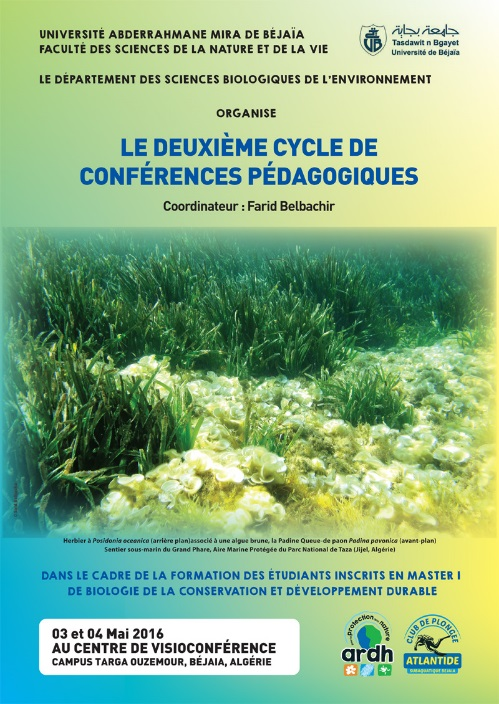 UNIVERSITÉ ABDERRAHMANE MIRA DE BÉJAÏA
FACULTÉ DES SCIENCES DE LA NATURE ET DE LA VIE
جامعة بجاية
Tasdawit n Bgayet
Université de Béjaïa
LE DÉPARTEMENT DES SCIENCES BIOLOGIQUES DE L'ENVIRONNEMENT
ORGANISE
LE DEUXIÈME CYCLE DE
CONFÉRENCES PÉDAGOGIQUES
Coordinateur : Farid Belbachir
Herbier à Posidonia oceanica (arrière plan)associé à une algue brune, la Padine Queue-de paon Padina pavonica (avant-plan)
Sentier sous-marin du Grand Phare, Aire Marine Protégée du Parc National de Taza (Jijel, Algérie)
DANS LE CADRE DE LA FORMATION DES ÉTUDIANTS INSCRITS EN MASTER I
DE BIOLOGIE DE LA CONSERVATION ET DÉVELOPPEMENT DURABLE
03 et 04 Mai 2016
AU CENTRE DE VISIOCONFÉRENCE
CAMPUS TARGA OUZEMOUR, BÉJAIA, ALGÉRIE
protection nature
ardh
CLUB DE PLONGÉE
ATLANTIDE